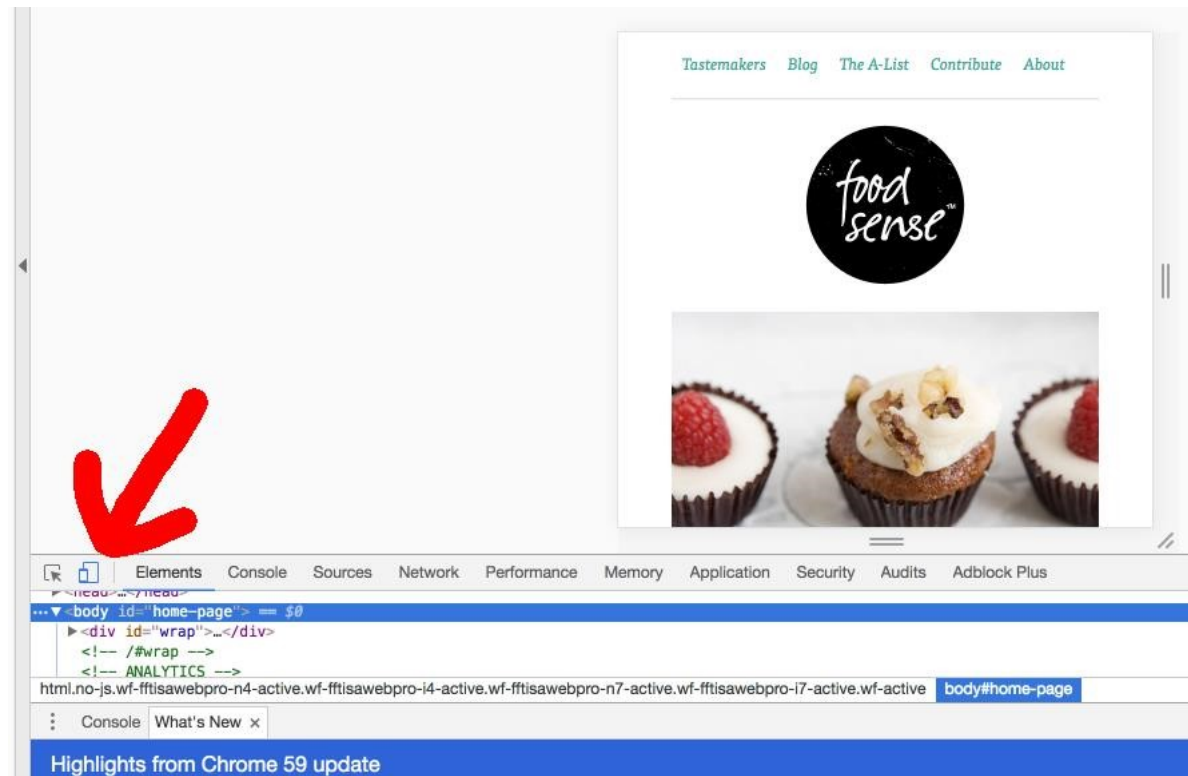 Tastemakers Blog The A-List Contribute About
food
sense™
Elements Console Sources Network Performance Memory Application Security Audits Adblock Plus
▶<head>…</head>
…▼<body id="home-page"> == $0
▶<div id="wrap">…</div>
<!-- /#wrap -->
<!-- ANALYTICS -->
html.no-js.wf-fftisawebpro-n4-active.wf-fftisawebpro-i4-active.wf-fftisawebpro-n7-active.wf-fftisawebpro-i7-active.wf-active body#home-page
Console What's New ×
Highlights from Chrome 59 update